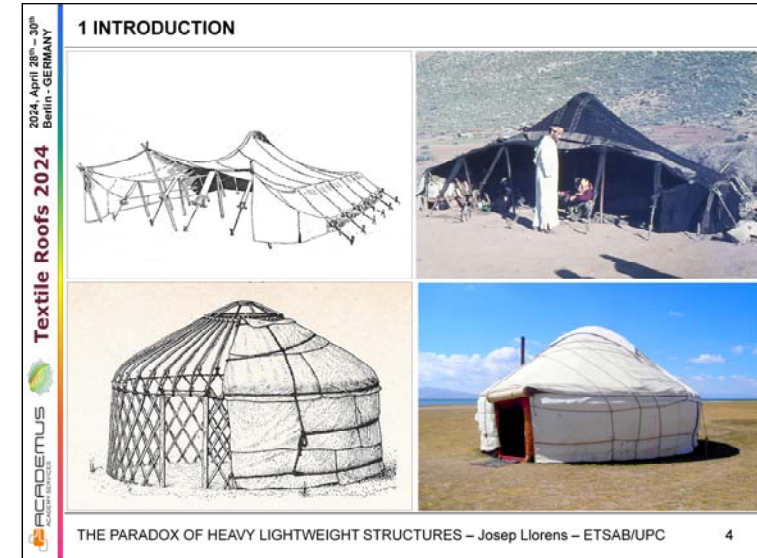 2024, April 28th – 30th
Berlin - GERMANY
Textile Roofs 2024
ACADEMUS
ACADEMY SERVICES
1 INTRODUCTION
THE PARADOX OF HEAVY LIGHTWEIGHT STRUCTURES – Josep Llorens – ETSAB/UPC
4